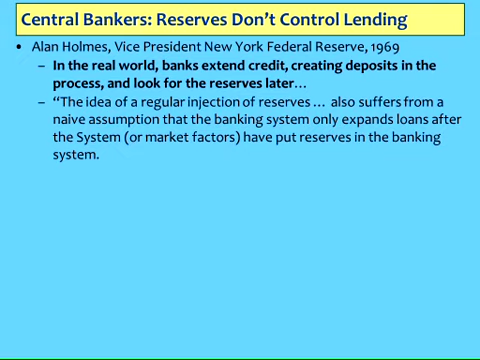 Central Bankers: Reserves Don't Control Lending
• Alan Holmes, Vice President New York Federal Reserve, 1969
– In the real world, banks extend credit, creating deposits in the
process, and look for the reserves later…
– “The idea of a regular injection of reserves … also suffers from a
naive assumption that the banking system only expands loans after
the System (or market factors) have put reserves in the banking
system.